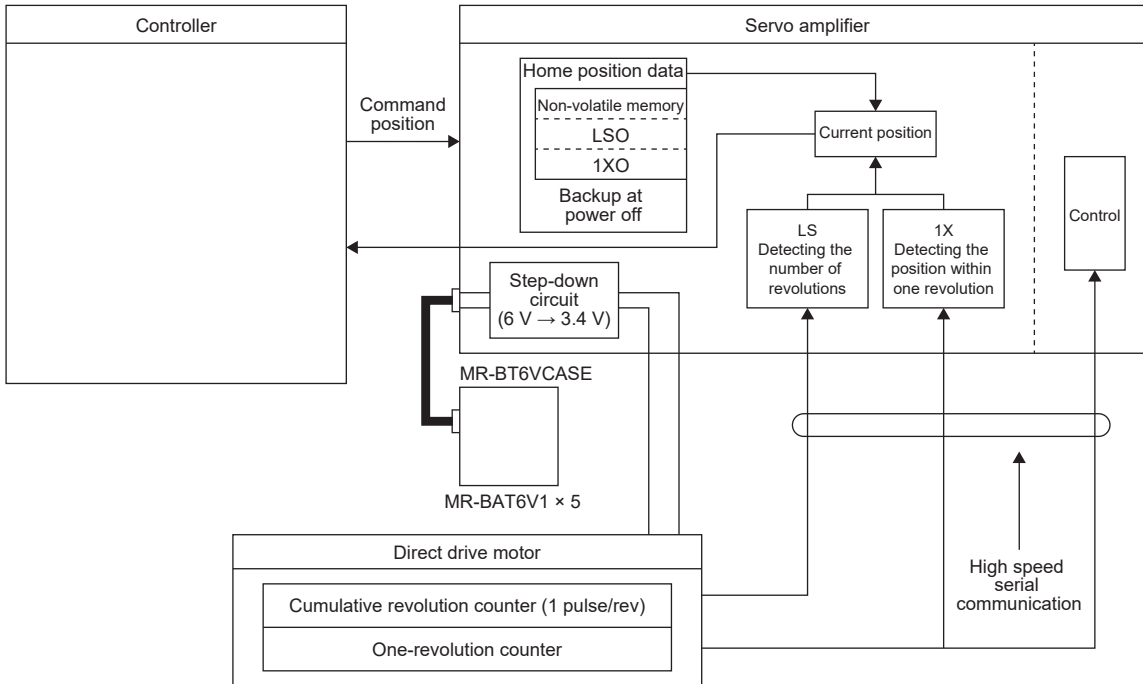 Controller
Servo amplifier
Command
position
Home position data
Non-volatile memory
LSO
1XO
Backup at
power off
Current position
LS
Detecting the
number of
revolutions
1X
Detecting the
position within
one revolution
Control
Step-down
circuit
(6 V → 3.4 V)
MR-BT6VCASE
MR-BAT6V1 × 5
Direct drive motor
Cumulative revolution counter (1 pulse/rev)
One-revolution counter
High speed
serial
communication